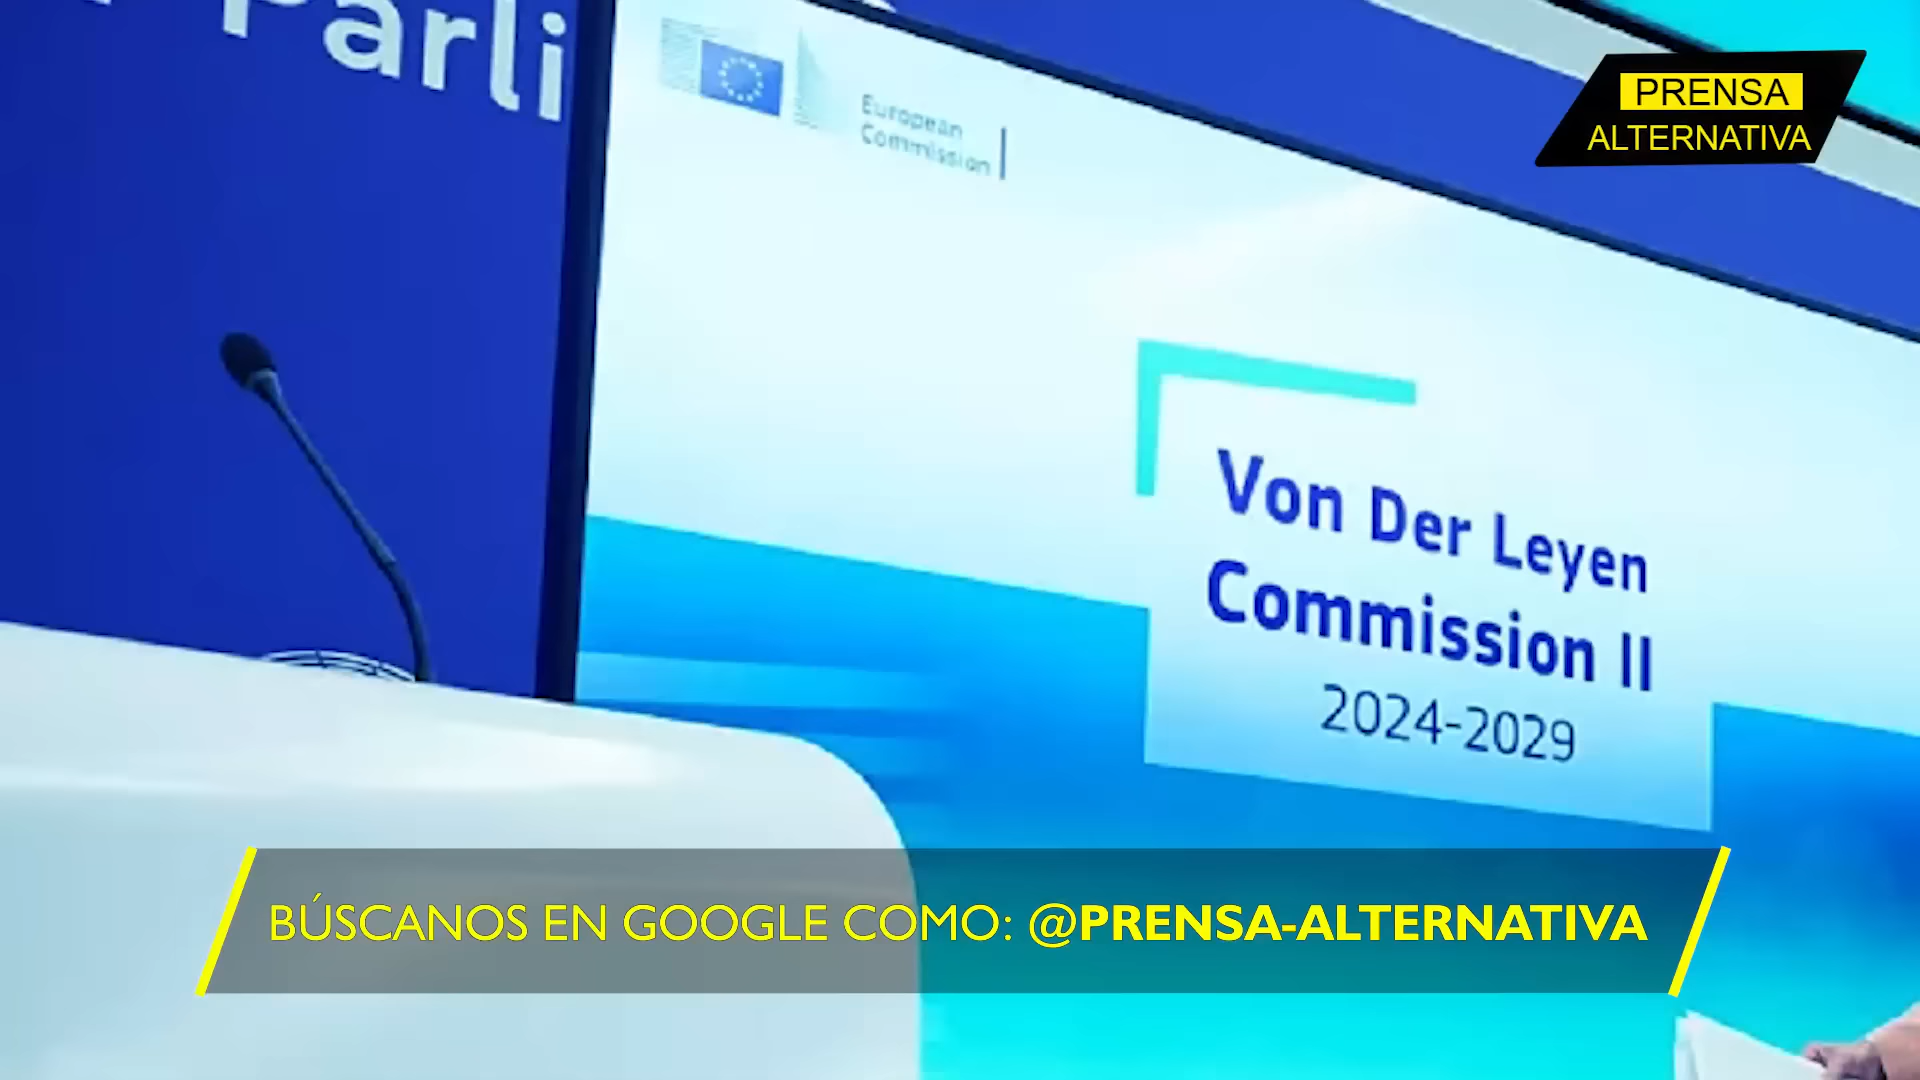 Parli
European
Commission
PRENSA
ALTERNATIVA
Von Der Leyen
Commission II
2024-2029
BÚSCANOS EN GOOGLE COMO: @PRENSA-ALTERNATIVA